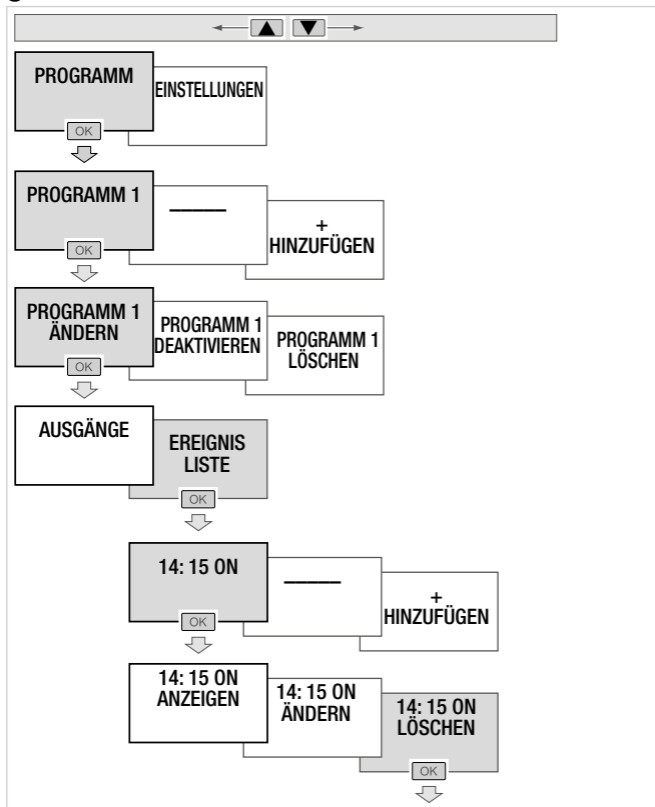 PROGRAMM
EINSTELLUNGEN
OK
PROGRAMM 1
_____
+
HINZUFÜGEN
OK
PROGRAMM 1
ÄNDERN
PROGRAMM 1
DEAKTIVIEREN
PROGRAMM 1
LÖSCHEN
OK
AUSGÄNGE
EREIGNIS
LISTE
OK
14: 15 ON
_____
+
HINZUFÜGEN
OK
14: 15 ON
ANZEIGEN
14: 15 ON
ÄNDERN
14: 15 ON
LÖSCHEN
OK